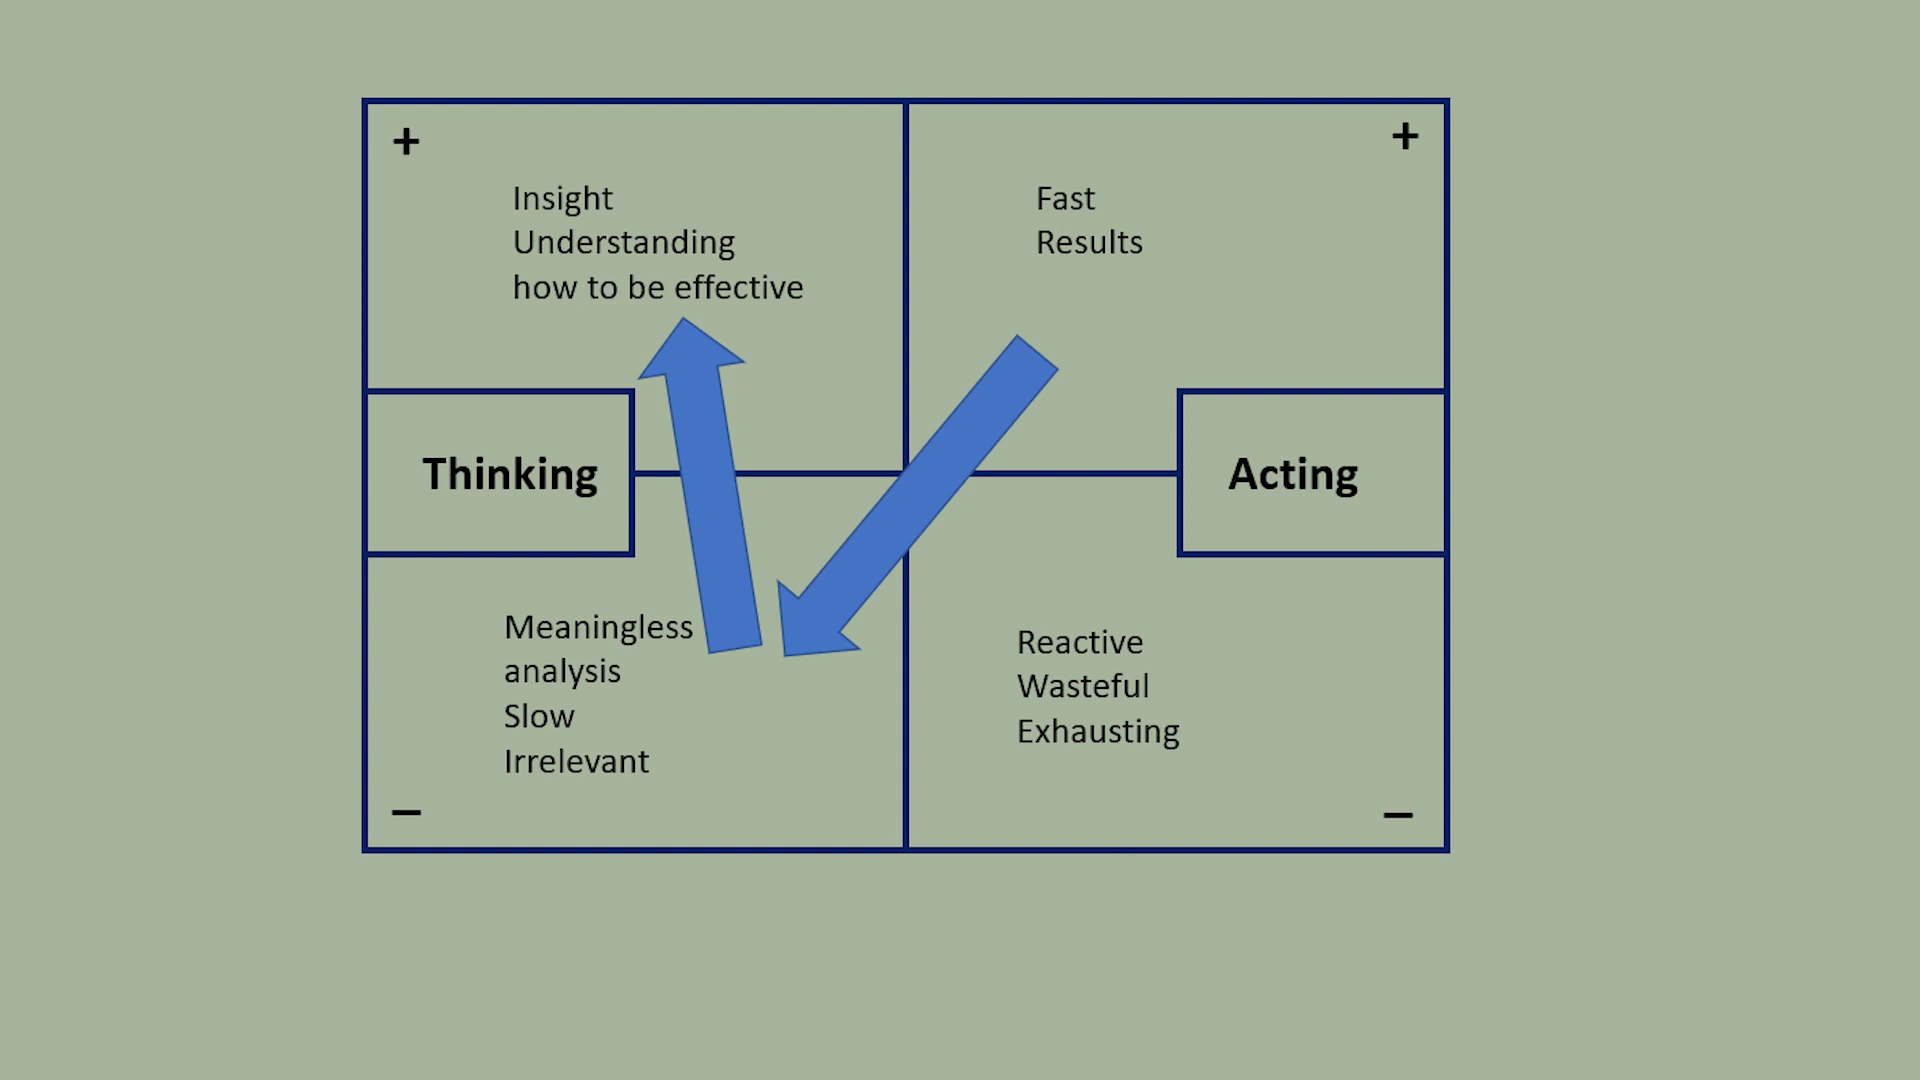 +
+
Insight
Understanding
how to be effective
Fast
Results
Thinking
Acting
Meaningless
analysis
Slow
Irrelevant
Reactive
Wasteful
Exhausting
–
–